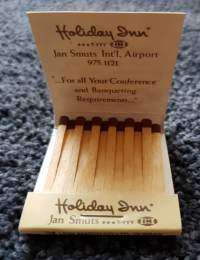 Holiday Inn
Jan Smuts Int'l, Airport
975.1121
"...For all Your Conference
and Banqueting
Requirements..."
Holiday Inn
Jan Smuts